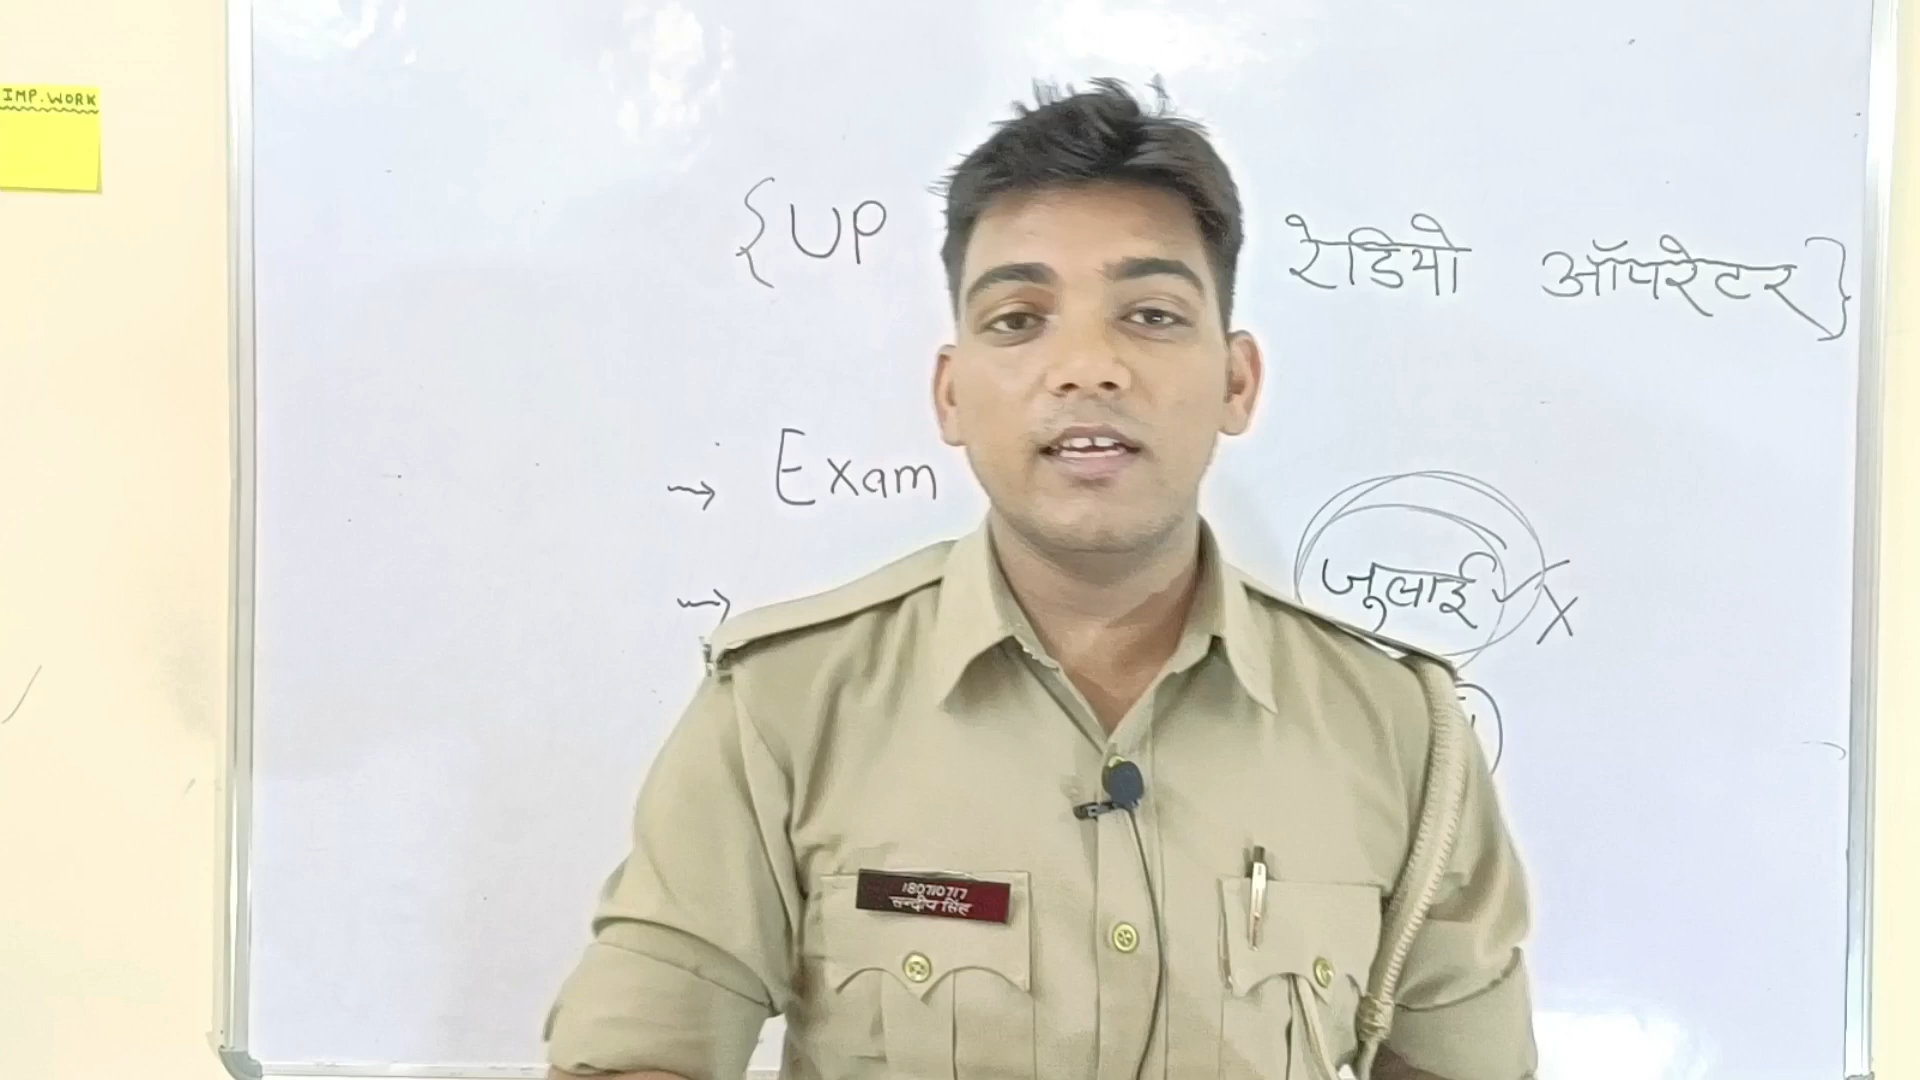 IMP. WORK
{UP रेडियो ऑपरेटर}
→ Exam
→ जुलाई ✓ X
180710717
सन्दीप सिंह